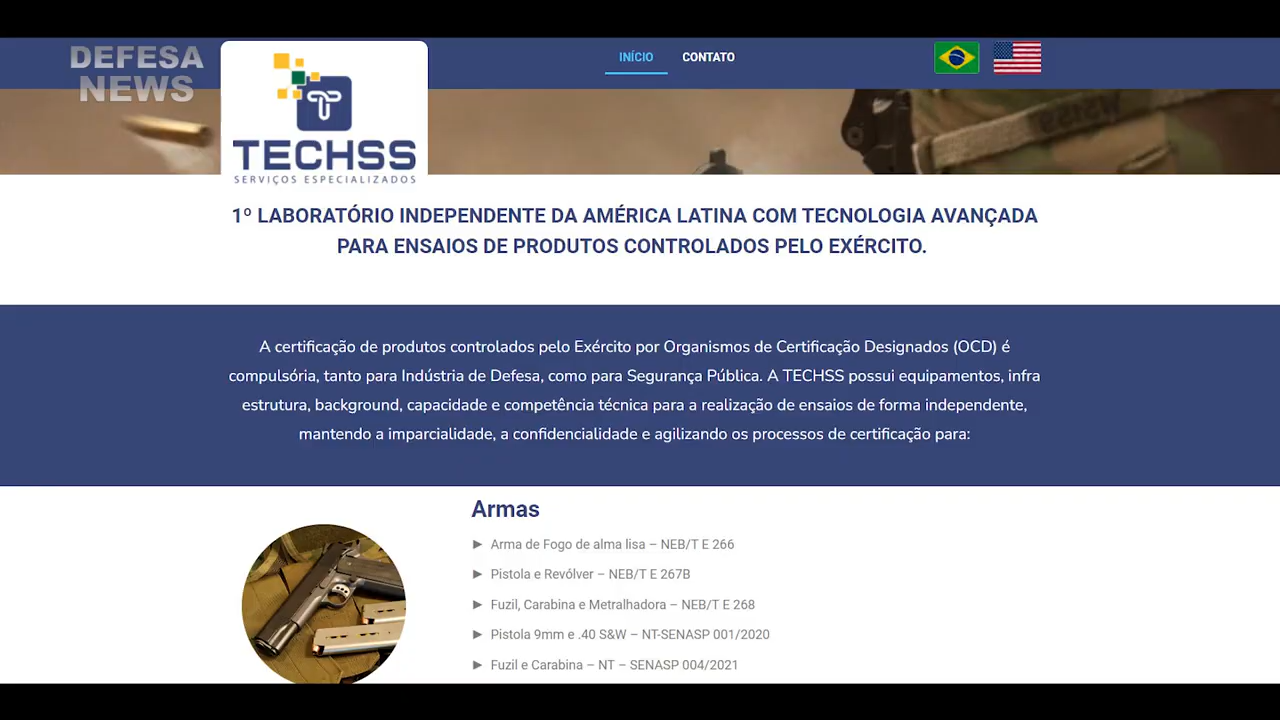 DEFESA
NEWS
TECHSS
SERVIÇOS ESPECIALIZADOS
INÍCIO
CONTATO
1º LABORATÓRIO INDEPENDENTE DA AMÉRICA LATINA COM TECNOLOGIA AVANÇADA
PARA ENSAIOS DE PRODUTOS CONTROLADOS PELO EXÉRCITO.
A certificação de produtos controlados pelo Exército por Organismos de Certificação Designados (OCD) é
compulsória, tanto para Indústria de Defesa, como para Segurança Pública. A TECHSS possui equipamentos, infra
estrutura, background, capacidade e competência técnica para a realização de ensaios de forma independente,
mantendo a imparcialidade, a confidencialidade e agilizando os processos de certificação para:
Armas
► Arma de Fogo de alma lisa – NEB/T E 266
► Pistola e Revólver – NEB/T E 267B
► Fuzil, Carabina e Metralhadora – NEB/T E 268
► Pistola 9mm e .40 S&W – NT-SENASP 001/2020
► Fuzil e Carabina – NT – SENASP 004/2021